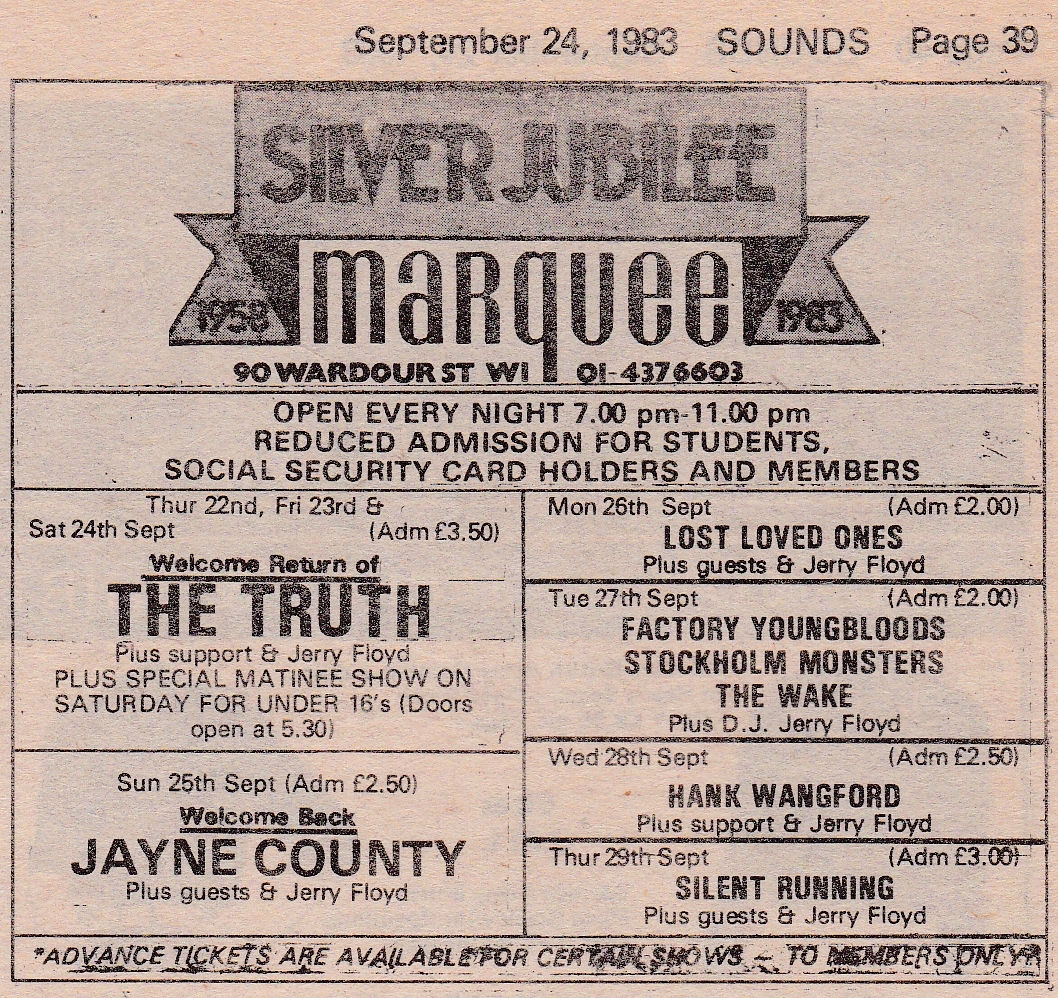 September 24, 1983 SOUNDS Page 39
SILVER JUBILEE
1958 marquee 1983
90 WARDOUR ST W1 01-437 6603
OPEN EVERY NIGHT 7.00 pm-11.00 pm
REDUCED ADMISSION FOR STUDENTS,
SOCIAL SECURITY CARD HOLDERS AND MEMBERS
Thur 22nd, Fri 23rd &
Sat 24th Sept (Adm £3.50)
Welcome Return of
THE TRUTH
Plus support & Jerry Floyd
PLUS SPECIAL MATINEE SHOW ON
SATURDAY FOR UNDER 16's (Doors
open at 5.30)
Sun 25th Sept (Adm £2.50)
Welcome Back
JAYNE COUNTY
Plus guests & Jerry Floyd
Mon 26th Sept (Adm £2.00)
LOST LOVED ONES
Plus guests & Jerry Floyd
Tue 27th Sept (Adm £2.00)
FACTORY YOUNGBLOODS
STOCKHOLM MONSTERS
THE WAKE
Plus D.J. Jerry Floyd
Wed 28th Sept (Adm £2.50)
HANK WANGFORD
Plus support & Jerry Floyd
Thur 29th Sept (Adm £3.00)
SILENT RUNNING
Plus guests & Jerry Floyd
*ADVANCE TICKETS ARE AVAILABLE FOR CERTAIN SHOWS — TO MEMBERS ONLY*